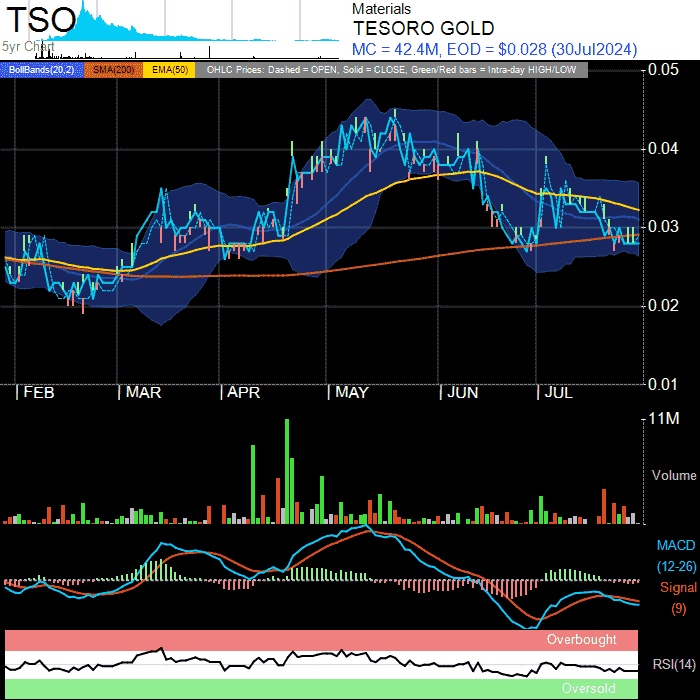 TSO
5yr Chart
Materials
TESORO GOLD
MC = 42.4M, EOD = $0.028 (30Jul2024)
BollBands(20,2) SMA(200) EMA(50) OHLC Prices: Dashed = OPEN, Solid = CLOSE, Green/Red bars = Intra-day HIGH/LOW
0.05
0.04
0.03
0.02
0.01
FEB MAR APR MAY JUN JUL
11M
Volume
MACD
(12-26)
Signal
(9)
Overbought
RSI(14)
Oversold